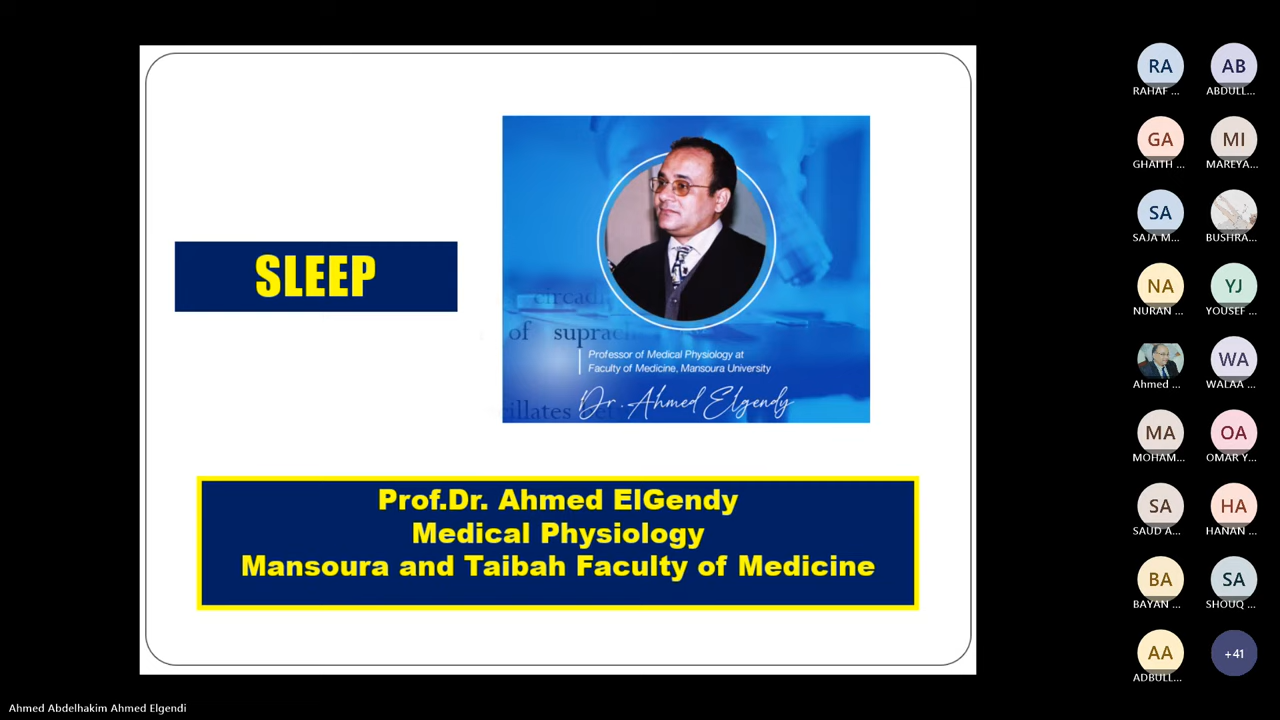 SLEEP
circad
of suprac
Professor of Medical Physiology at
Faculty of Medicine, Mansoura University
illates
Dr. Ahmed Elgendy
Prof.Dr. Ahmed ElGendy
Medical Physiology
Mansoura and Taibah Faculty of Medicine
RA
RAHAF ...
AB
ABDULL...
GA
GHAITH ...
MI
MAREYA...
SA
SAJA M...
BUSHRA...
NA
NURAN ...
YJ
YOUSEF ...
Ahmed ...
WA
WALAA ...
MA
MOHAM...
OA
OMAR Y...
SA
SAUD A...
HA
HANAN ...
BA
BAYAN ...
SA
SHOUQ ...
AA
ADBULL...
+41
Ahmed Abdelhakim Ahmed Elgendi